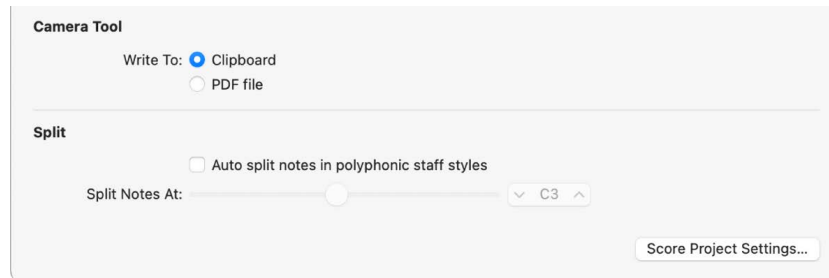 Camera Tool
Write To: Clipboard
PDF file
Split
Auto split notes in polyphonic staff styles
Split Notes At: C3
Score Project Settings...